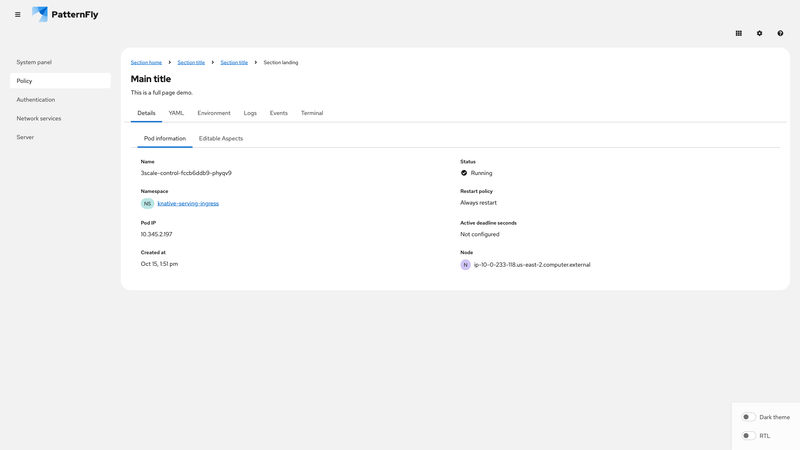 PatternFly
System panel
Policy
Authentication
Network services
Server
Section home
Section title
Section title
Section landing
Main title
This is a full page demo.
Details
YAML
Environment
Logs
Events
Terminal
Pod information
Editable Aspects
Name
3scale-control-fccb6ddb9-phyqv9
Status
Running
Namespace
NS knative-serving-ingress
Restart policy
Always restart
Pod IP
10.345.2.197
Active deadline seconds
Not configured
Created at
Oct 15, 1:51 pm
Node
N ip-10-0-233-118.us-east-2.computer.external
Dark theme
RTL